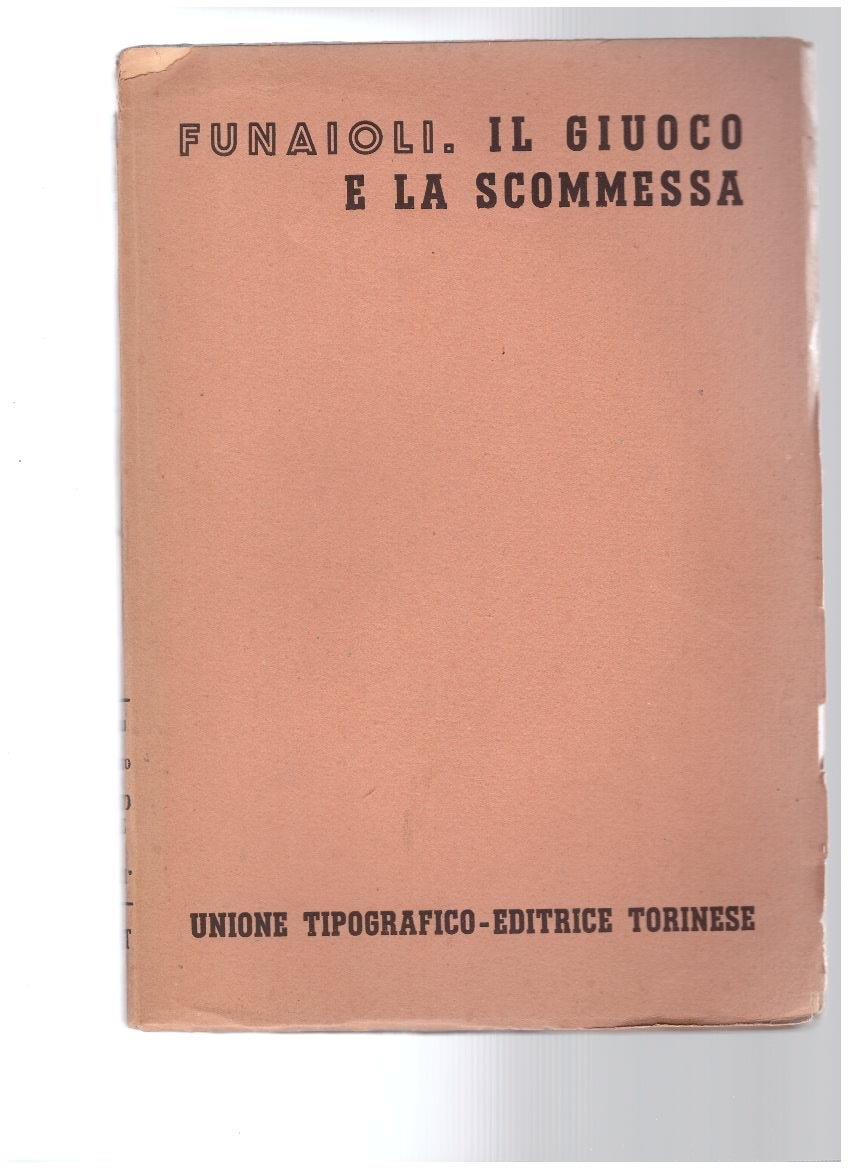 FUNAIOLI. IL GIUOCO
E LA SCOMMESSA
UNIONE TIPOGRAFICO-EDITRICE TORINESE